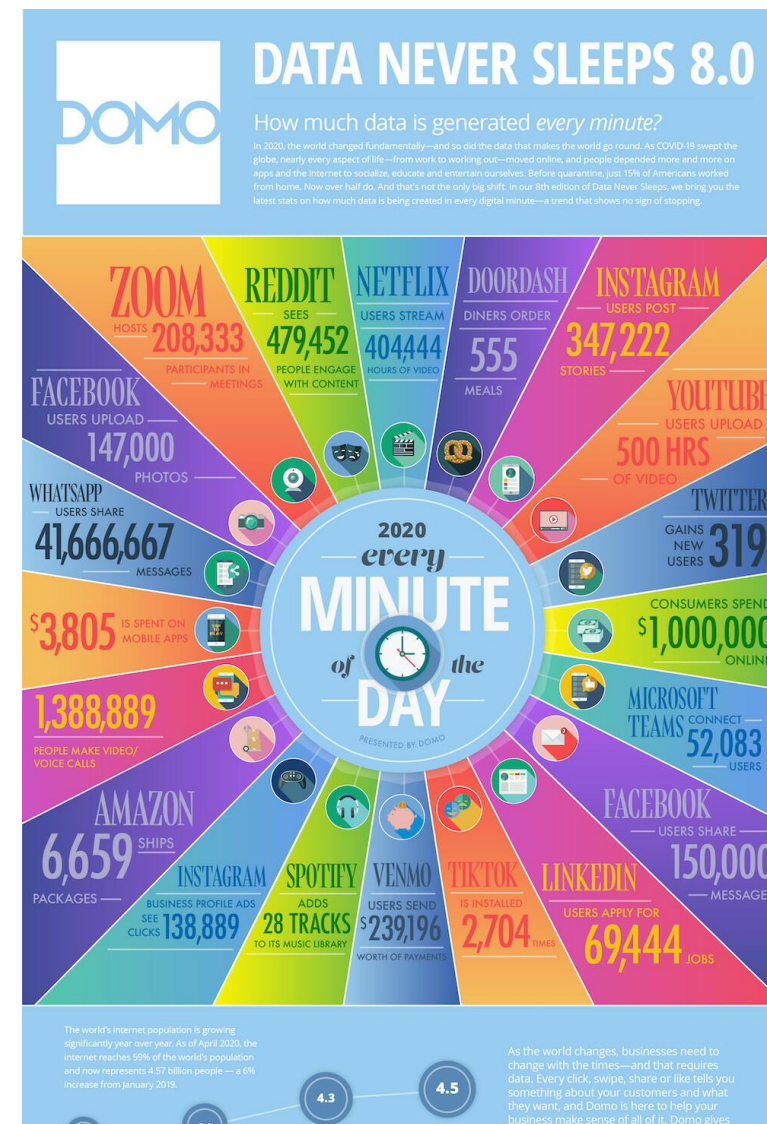 DOMO
DATA NEVER SLEEPS 8.0
How much data is generated every minute?
In 2020, the world changed fundamentally—and so did the data that makes the world go round. As COVID-19 swept the
globe, nearly every aspect of life—from work to working out—moved online, and people depended more and more on
apps and the Internet to socialize, educate and entertain ourselves. Before quarantine, just 15% of Americans worked
from home. Now over half do. And that's not the only big shift. In our 8th edition of Data Never Sleeps, we bring you the
latest stats on how much data is being created in every digital minute—a trend that shows no sign of stopping.
ZOOM
HOSTS 208,333
PARTICIPANTS IN
MEETINGS
REDDIT
SEES
479,452
PEOPLE ENGAGE
WITH CONTENT
NETFLIX
USERS STREAM
404,444
HOURS OF VIDEO
DOORDASH
DINERS ORDER
555
MEALS
INSTAGRAM
USERS POST
347,222
STORIES
YOUTUBE
USERS UPLOAD
500 HRS
OF VIDEO
TWITTER
GAINS
NEW
USERS
319
CONSUMERS SPEND
$1,000,000
ONLINE
MICROSOFT
TEAMS CONNECT
52,083
USERS
FACEBOOK
USERS SHARE
150,000
MESSAGE
LINKEDIN
USERS APPLY FOR
69,444 JOBS
TIKTOK
IS INSTALLED
2,704 TIMES
VENMO
USERS SEND
$239,196
WORTH OF PAYMENTS
SPOTIFY
ADDS
28 TRACKS
TO ITS MUSIC LIBRARY
INSTAGRAM
BUSINESS PROFILE ADS
SEE
CLICKS 138,889
AMAZON
SHIPS
6,659
PACKAGES
1,388,889
PEOPLE MAKE VIDEO/
VOICE CALLS
$3,805 IS SPENT ON
MOBILE APPS
WHATSAPP
USERS SHARE
41,666,667
MESSAGES
FACEBOOK
USERS UPLOAD
147,000
PHOTOS
2020
every
MINUTE
of the
DAY
PRESENTED BY DOMO
The world's internet population is growing
significantly year over year. As of April 2020, the
internet reaches 59% of the world's population
and now represents 4.57 billion people — a 6%
increase from January 2019.
4.3
4.5
As the world changes, businesses need to
change with the times—and that requires
data. Every click, swipe, share or like tells you
something about your customers and what
they want, and Domo is here to help your
business make sense of all of it. Domo gives